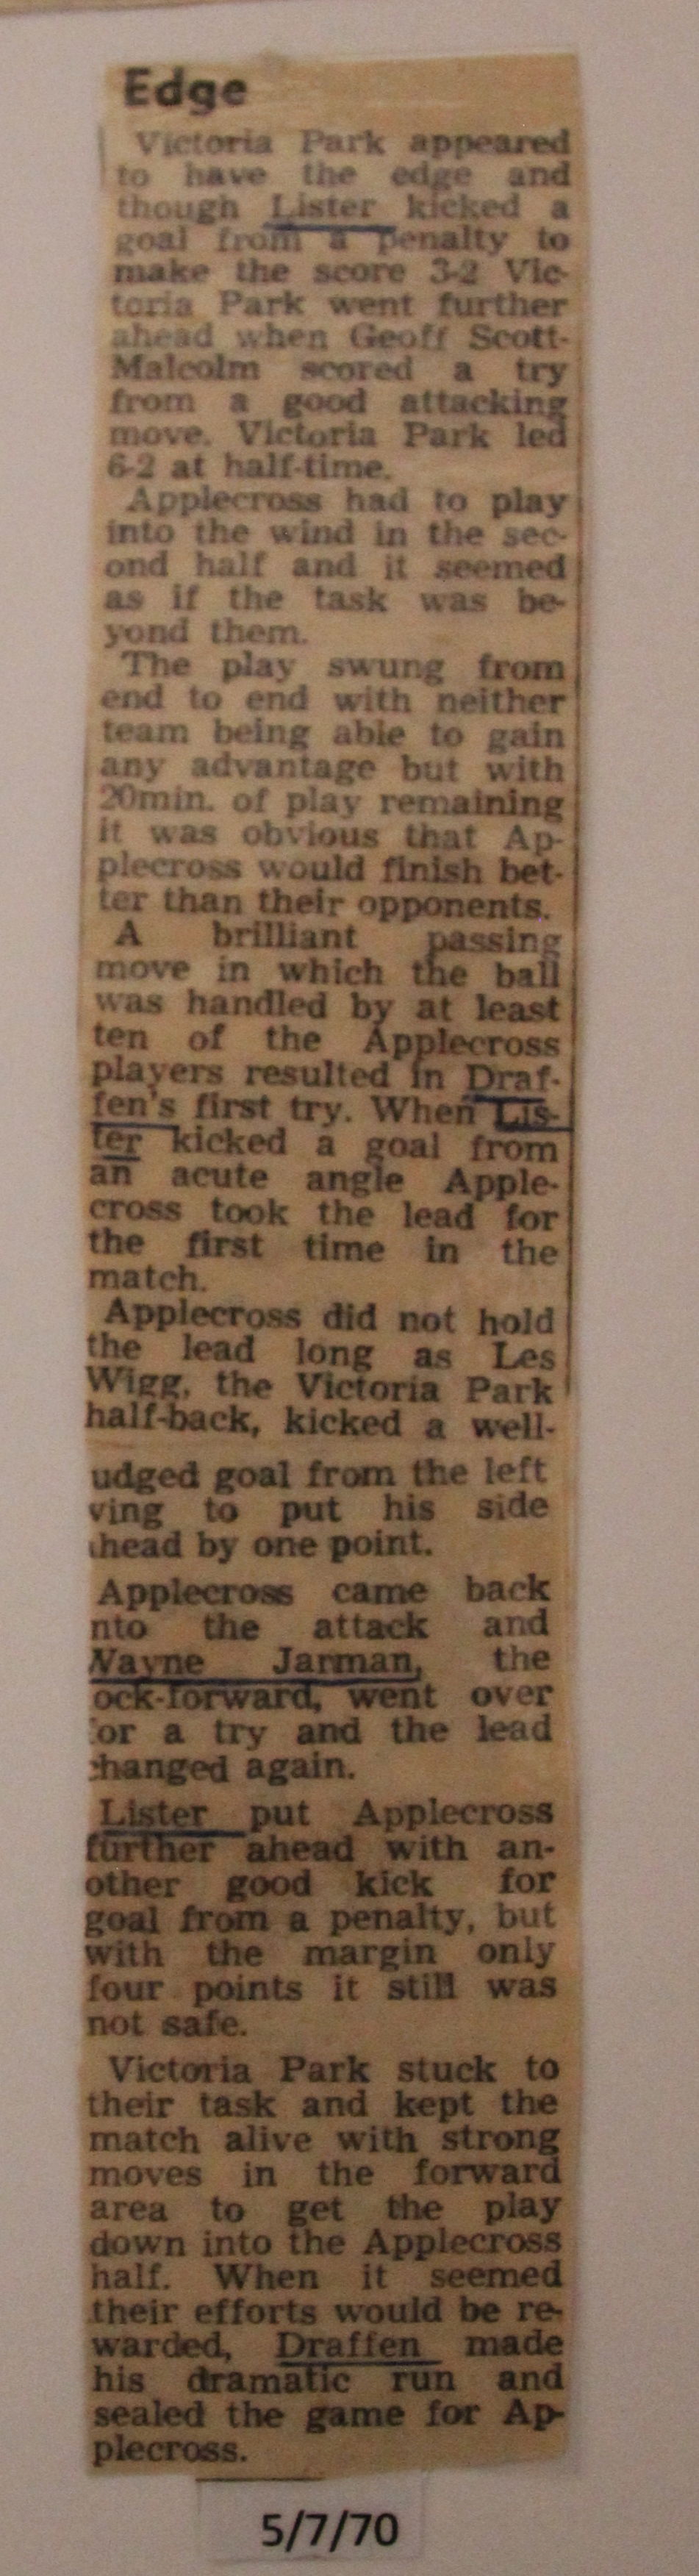 Edge
Victoria Park appeared
to have the edge and
though Lister kicked a
goal from a penalty to
make the score 3-2 Vic-
toria Park went further
ahead when Geoff Scott-
Malcolm scored a try
from a good attacking
move. Victoria Park led
6-2 at half-time.
Applecross had to play
into the wind in the sec-
ond half and it seemed
as if the task was be-
yond them.
The play swung from
end to end with neither
team being able to gain
any advantage but with
20min. of play remaining
it was obvious that Ap-
plecross would finish bet-
ter than their opponents.
A brilliant passing
move in which the ball
was handled by at least
ten of the Applecross
players resulted in Draf-
fen's first try. When Lis-
ter kicked a goal from
an acute angle Apple-
cross took the lead for
the first time in the
match.
Applecross did not hold
the lead long as Les
Wigg, the Victoria Park
half-back, kicked a well-
udged goal from the left
ving to put his side
head by one point.
Applecross came back
nto the attack and
Wayne Jarman, the
ock-forward, went over
for a try and the lead
changed again.
Lister put Applecross
further ahead with an-
other good kick for
goal from a penalty, but
with the margin only
four points it still was
not safe.
Victoria Park stuck to
their task and kept the
match alive with strong
moves in the forward
area to get the play
down into the Applecross
half. When it seemed
their efforts would be re-
warded, Draffen made
his dramatic run and
sealed the game for Ap-
plecross.
5/7/70